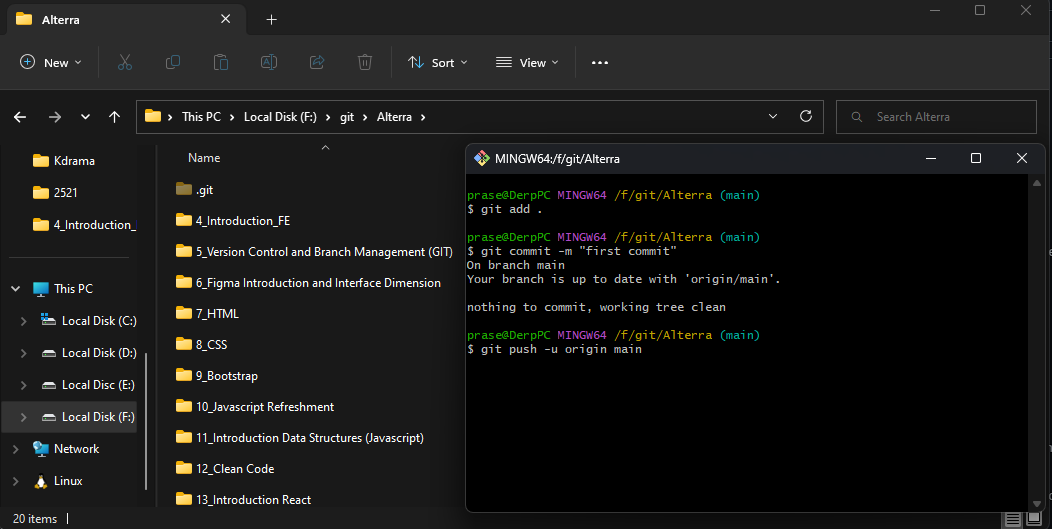 Alterra
New
Sort
View
This PC
Local Disk (F:)
git
Alterra
Search Alterra
Kdrama
2521
4_Introduction_
This PC
Local Disk (C:)
Local Disk (D:)
Local Disc (E:)
Local Disk (F:)
Network
Linux
Name
.git
4_Introduction_FE
5_Version Control and Branch Management (GIT)
6_Figma Introduction and Interface Dimension
7_HTML
8_CSS
9_Bootstrap
10_Javascript Refreshment
11_Introduction Data Structures (Javascript)
12_Clean Code
13_Introduction React
20 items
MINGW64:/f/git/Alterra
prase@DerpPC MINGW64 /f/git/Alterra (main)
$ git add .
prase@DerpPC MINGW64 /f/git/Alterra (main)
$ git commit -m "first commit"
On branch main
Your branch is up to date with 'origin/main'.
nothing to commit, working tree clean
prase@DerpPC MINGW64 /f/git/Alterra (main)
$ git push -u origin main